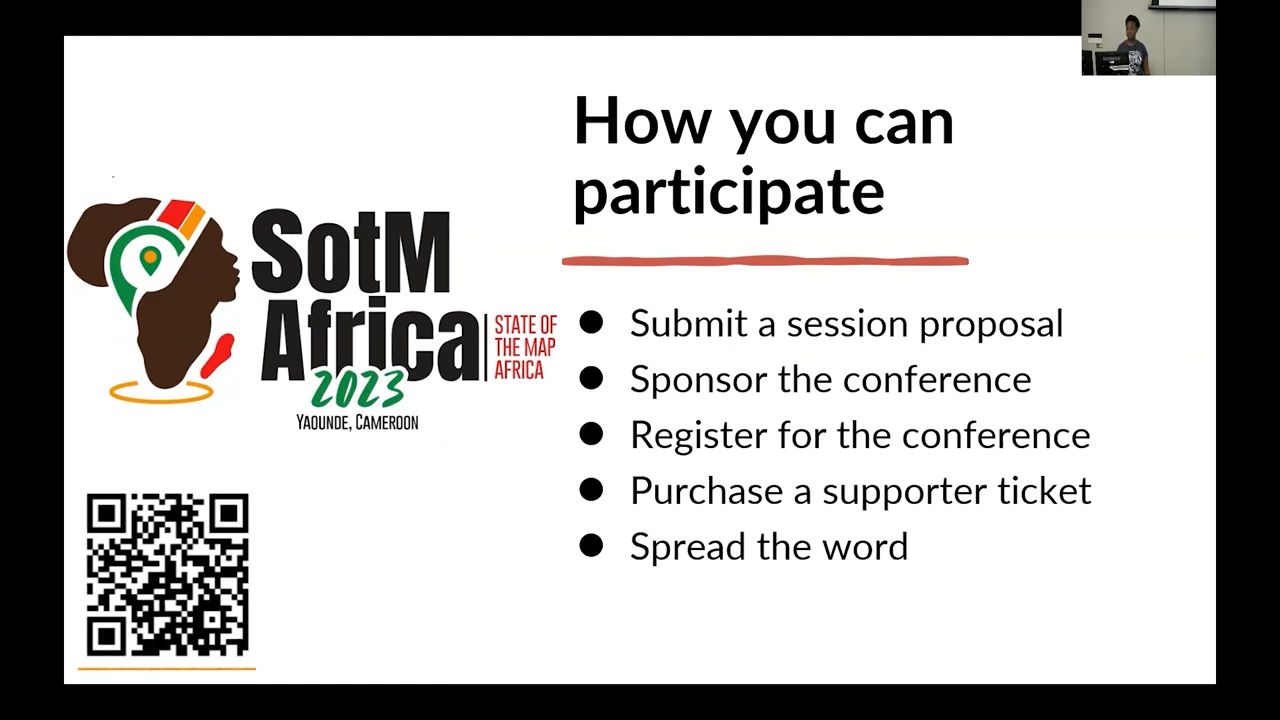 How you can
participate
SotM
Africa
STATE OF
THE MAP
AFRICA
2023
YAOUNDE, CAMEROON
● Submit a session proposal
● Sponsor the conference
● Register for the conference
● Purchase a supporter ticket
● Spread the word